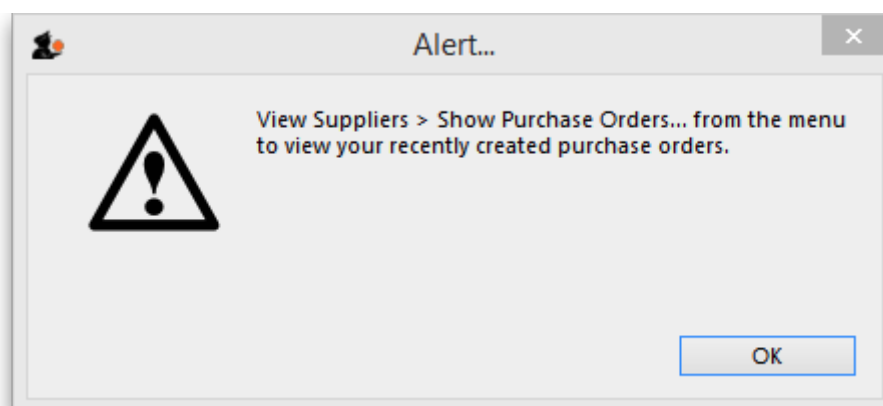 Alert...
View Suppliers > Show Purchase Orders... from the menu
to view your recently created purchase orders.
OK